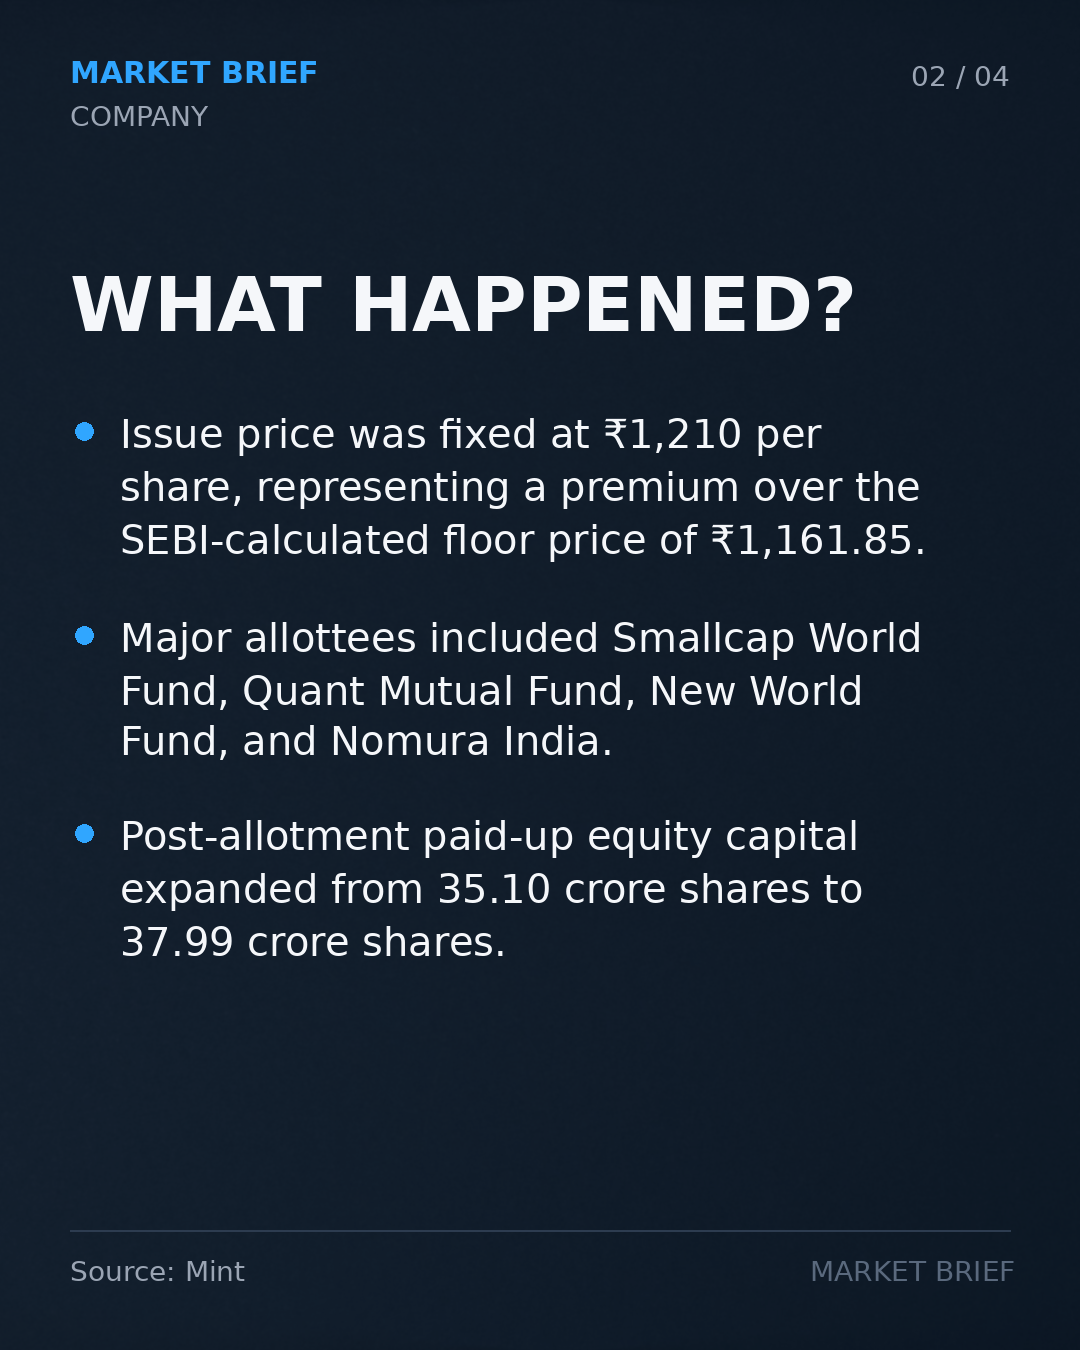 MARKET BRIEF
COMPANY
02 / 04
WHAT HAPPENED?
Issue price was fixed at ₹1,210 per
share, representing a premium over the
SEBI-calculated floor price of ₹1,161.85.
Major allottees included Smallcap World
Fund, Quant Mutual Fund, New World
Fund, and Nomura India.
Post-allotment paid-up equity capital
expanded from 35.10 crore shares to
37.99 crore shares.
Source: Mint
MARKET BRIEF